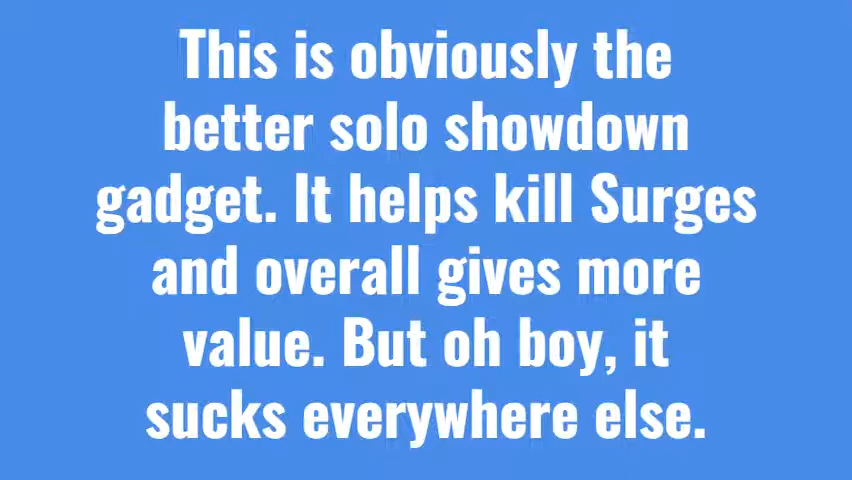 This is obviously the
better solo showdown
gadget. It helps kill Surges
and overall gives more
value. But oh boy, it
sucks everywhere else.